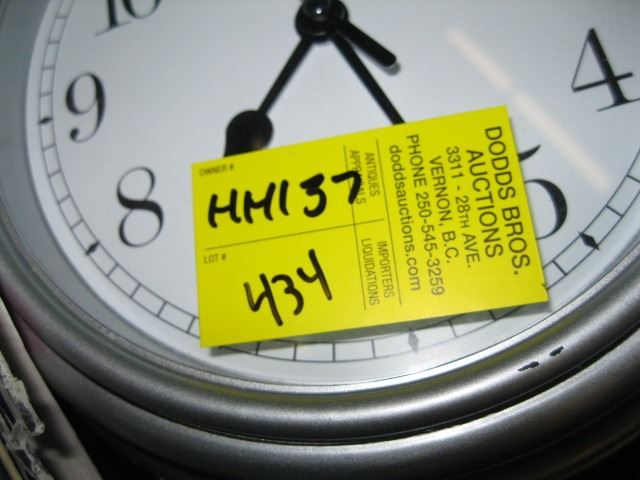 10
9
8
4
OWNER #
HH137
LOT #
434
ANTIQUES
APPRAISALS
IMPORTERS
LIQUIDATIONS
DODDS BROS.
AUCTIONS
3311 - 28TH AVE.
VERNON, B.C.
PHONE 250-545-3259
doddsauctions.com